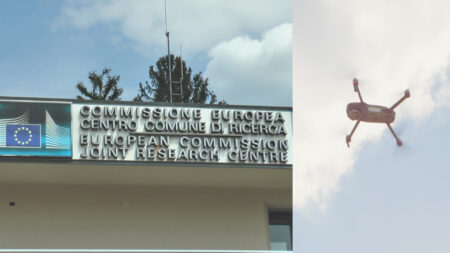 COMMISSIONE EUROPEA
CENTRO COMUNE DI RICERCA
EUROPEAN COMMISSION
JOINT RESEARCH CENTRE